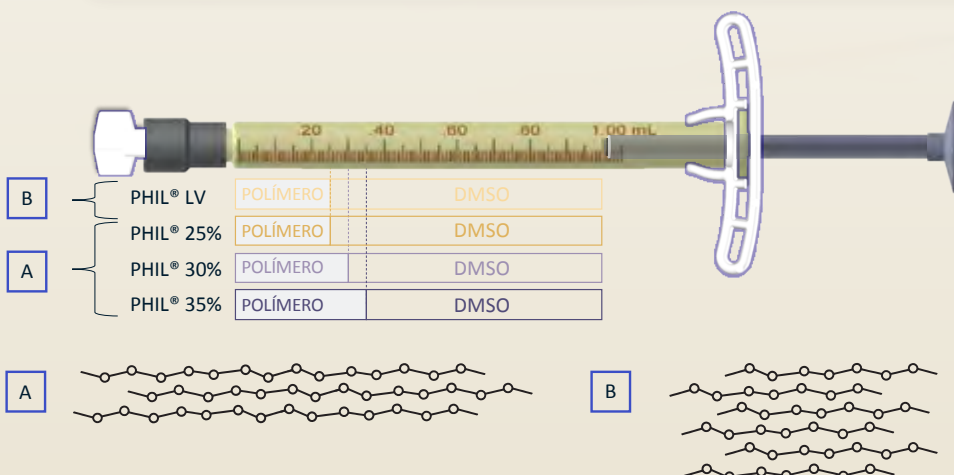 .20 .40 .60 .80 1.00 mL
B PHIL® LV POLÍMERO DMSO
PHIL® 25% POLÍMERO DMSO
A PHIL® 30% POLÍMERO DMSO
PHIL® 35% POLÍMERO DMSO
A B